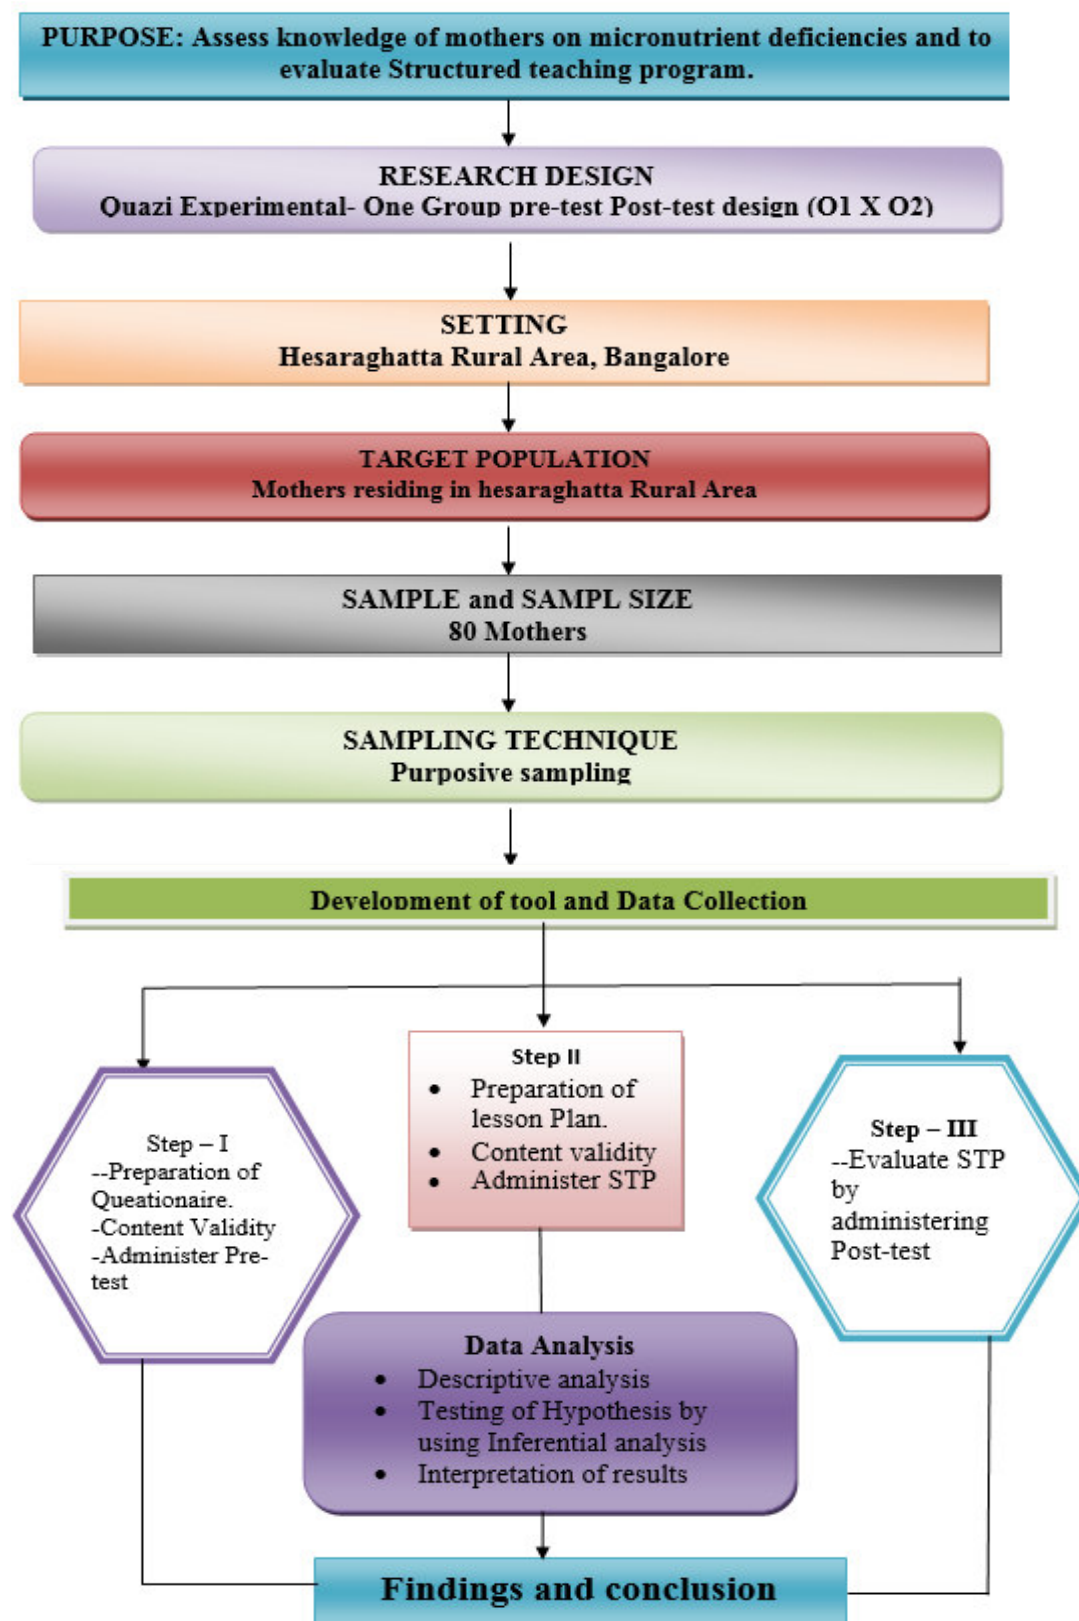 PURPOSE: Assess knowledge of mothers on micronutrient deficiencies and to
evaluate Structured teaching program.
RESEARCH DESIGN
Quazi Experimental- One Group pre-test Post-test design (O1 X O2)
SETTING
Hesaraghatta Rural Area, Bangalore
TARGET POPULATION
Mothers residing in hesaraghatta Rural Area
SAMPLE and SAMPL SIZE
80 Mothers
SAMPLING TECHNIQUE
Purposive sampling
Development of tool and Data Collection
Step – I
--Preparation of
Queationaire.
-Content Validity
-Administer Pre-
test
Step II
• Preparation of
lesson Plan.
• Content validity
• Administer STP
Step – III
--Evaluate STP
by
administering
Post-test
Data Analysis
• Descriptive analysis
• Testing of Hypothesis by
using Inferential analysis
• Interpretation of results
Findings and conclusion